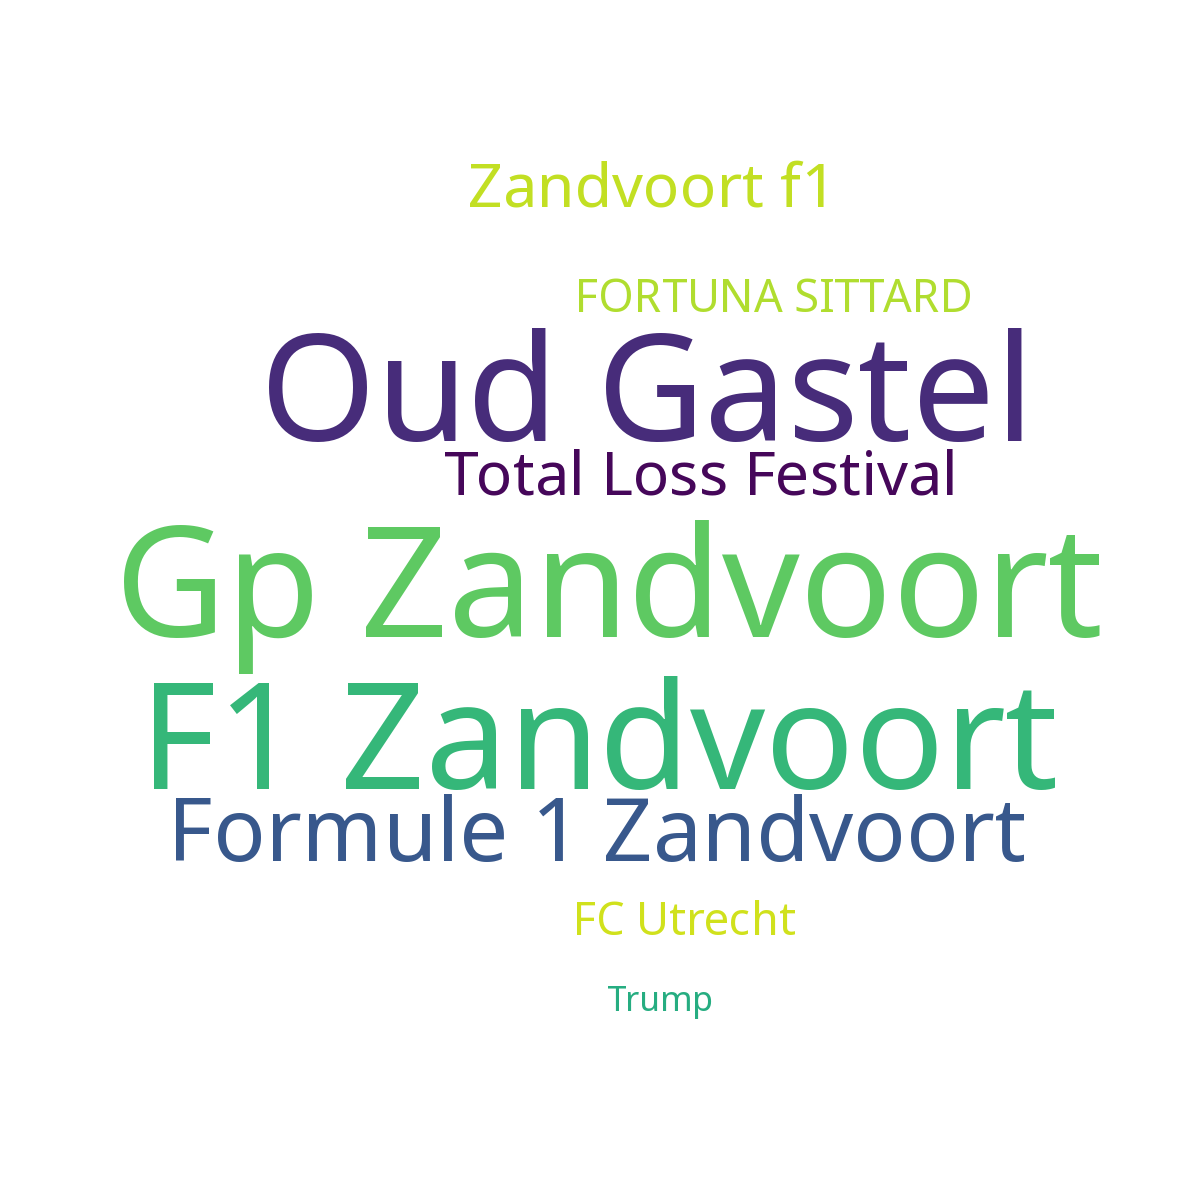 Zandvoort f1
FORTUNA SITTARD
Oud Gastel
Total Loss Festival
Gp Zandvoort
F1 Zandvoort
Formule 1 Zandvoort
FC Utrecht
Trump